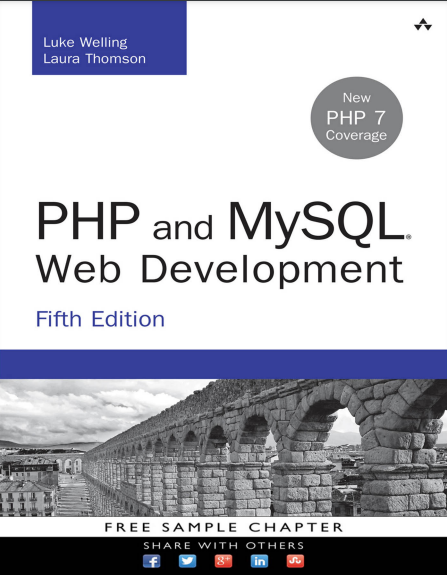 Luke Welling
Laura Thomson
New
PHP 7
Coverage
PHP and MySQL®
Web Development
Fifth Edition
FREE SAMPLE CHAPTER
SHARE WITH OTHERS
f
g+
in